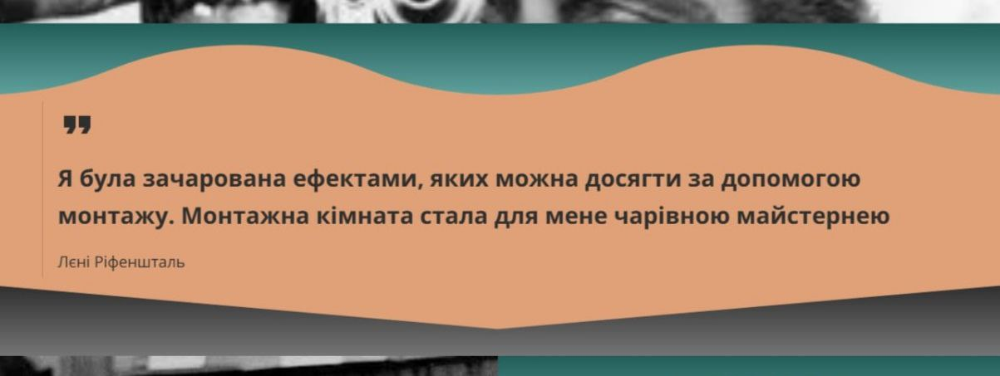 ❞
Я була зачарована ефектами, яких можна досягти за допомогою
монтажу. Монтажна кімната стала для мене чарівною майстернею
Лєні Ріфеншталь